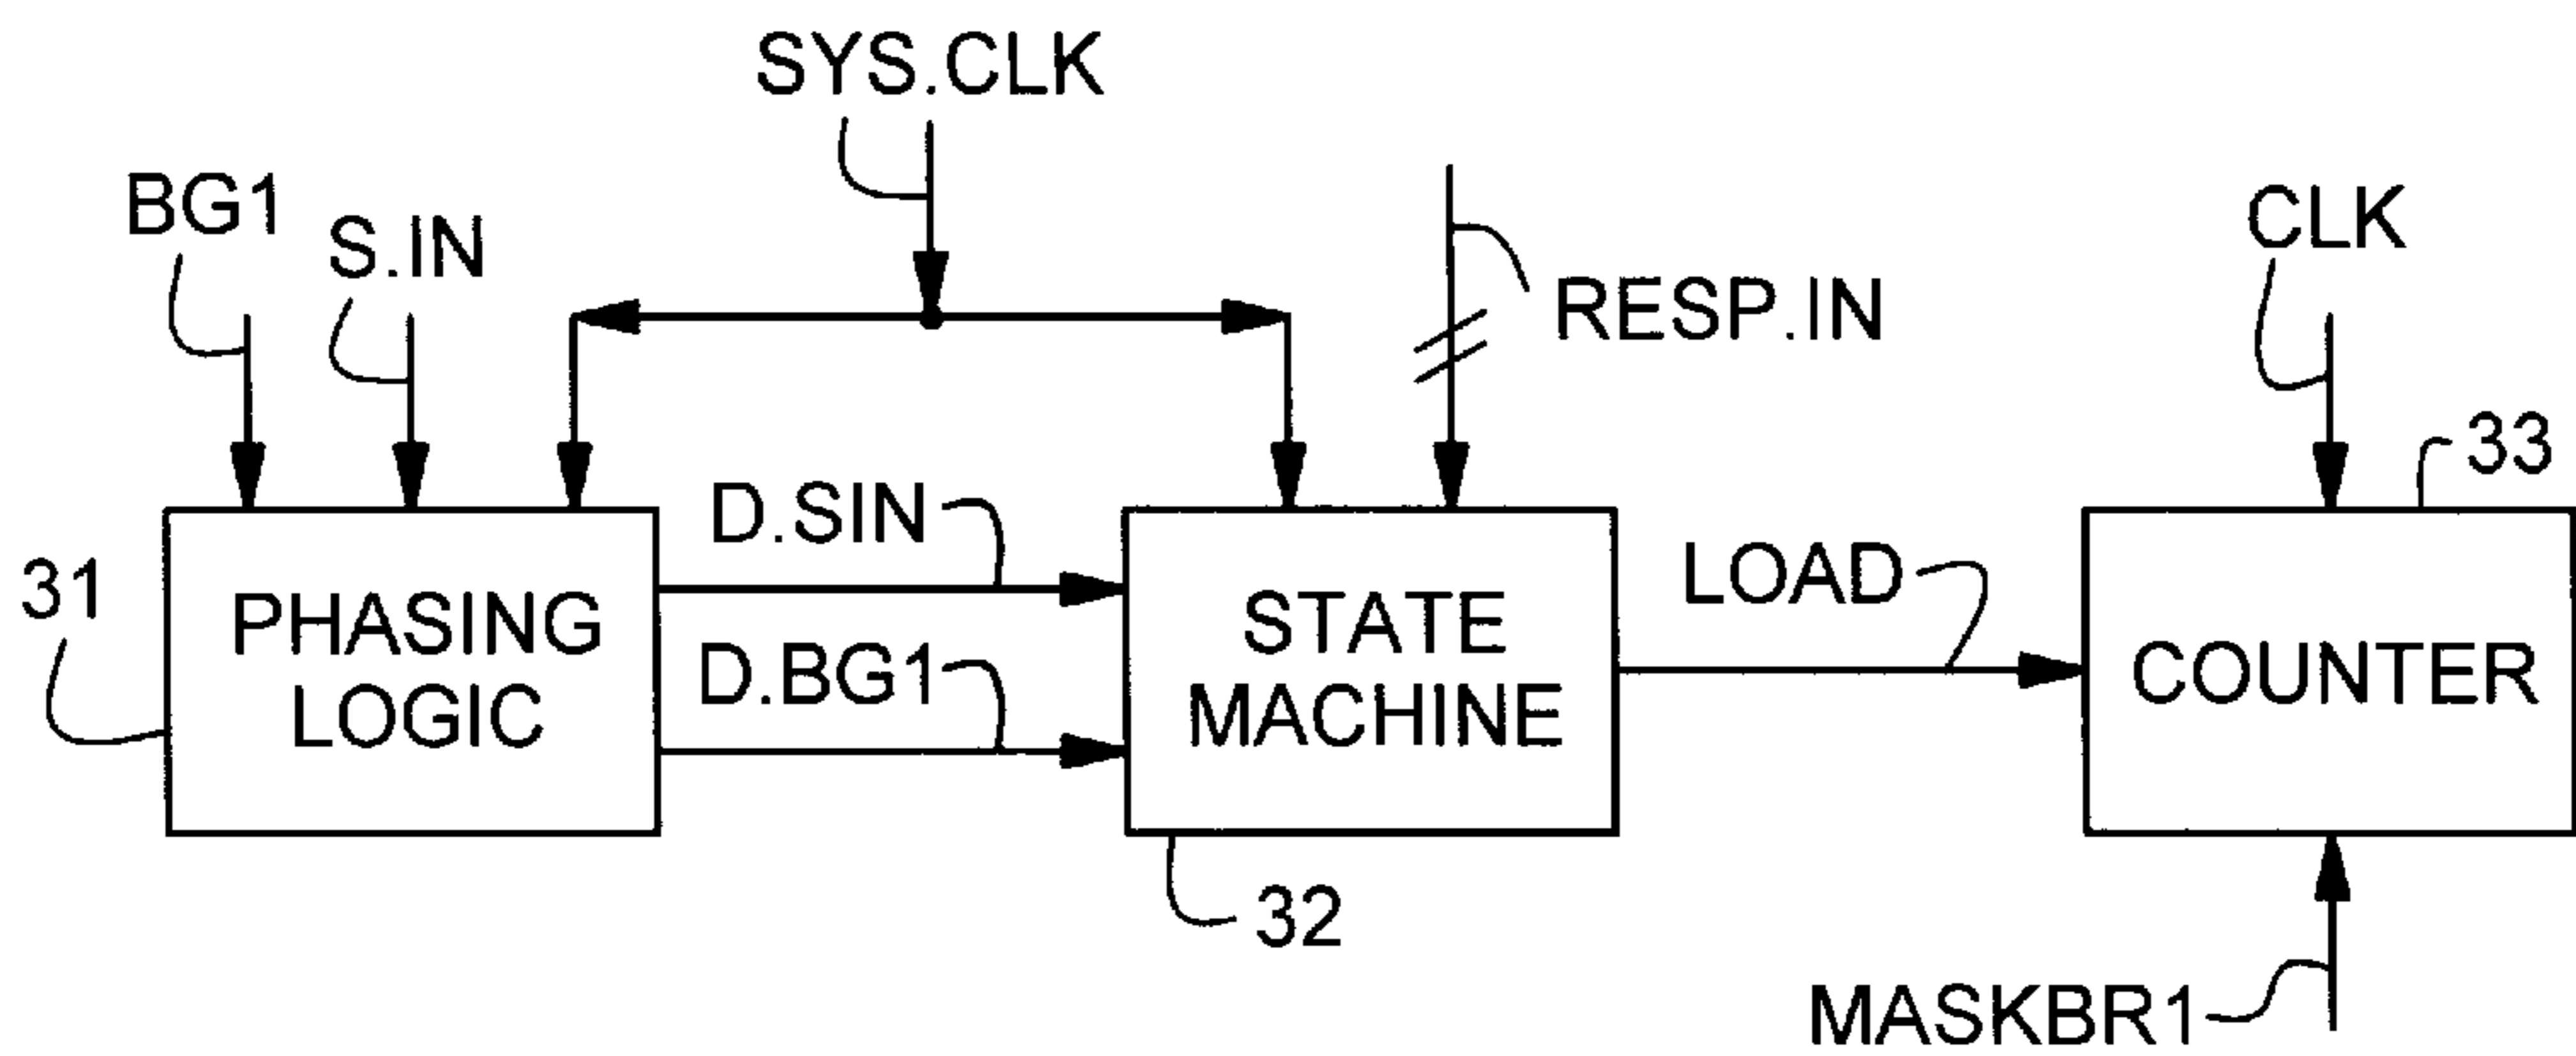 SYS.CLK
BG1
S.IN
CLK
RESP.IN
33
D.SIN
31
PHASING
LOGIC
STATE
MACHINE
LOAD
COUNTER
D.BG1
32
MASKBR1